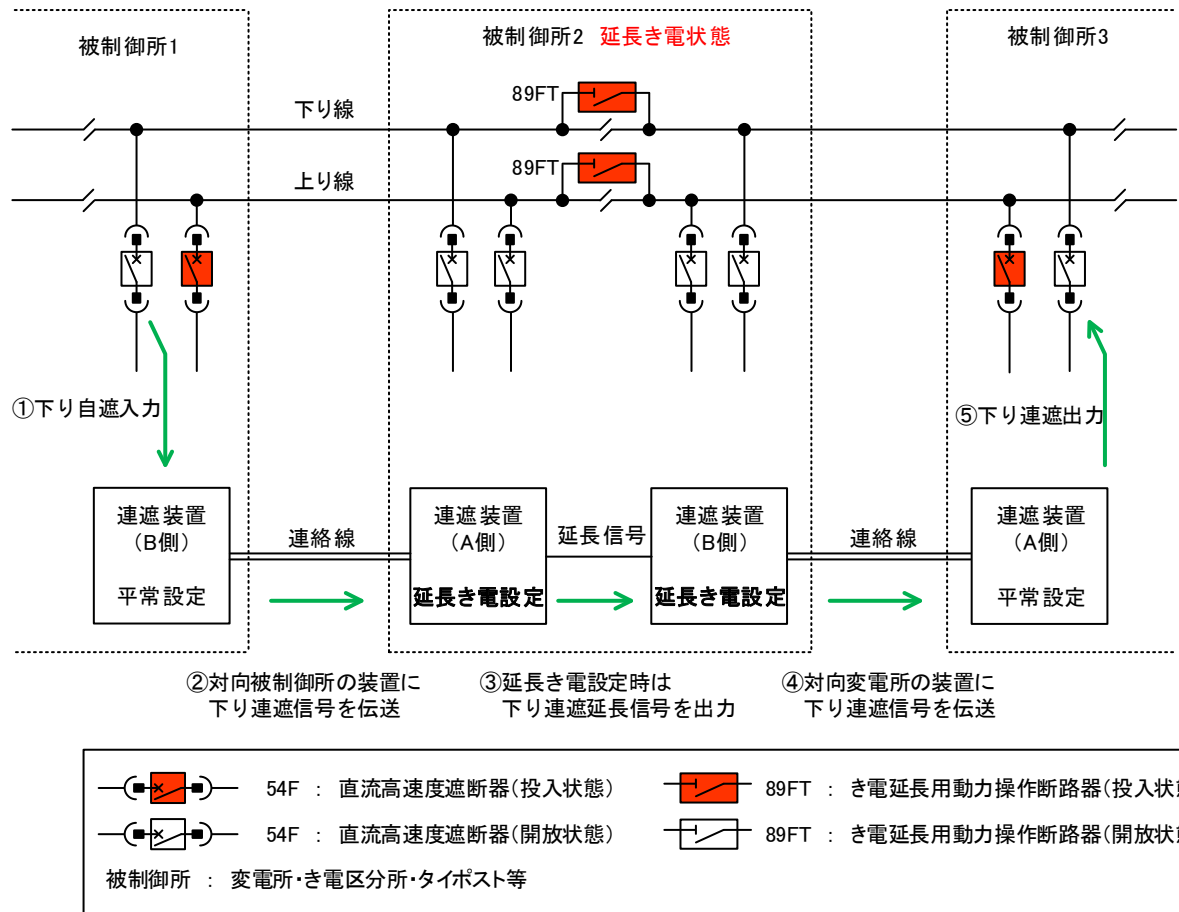 被制御所1
被制御所2 延長き電状態
被制御所3
89FT
下り線
89FT
上り線
①下り自遮入力
⑤下り連遮出力
連遮装置
(B側)
平常設定
連絡線
連遮装置
(A側)
延長き電設定
延長信号
連遮装置
(B側)
延長き電設定
連絡線
連遮装置
(A側)
平常設定
②対向被制御所の装置に
下り連遮信号を伝送
③延長き電設定時は
下り連遮延長信号を出力
④対向変電所の装置に
下り連遮信号を伝送
54F : 直流高速度遮断器(投入状態)
89FT : き電延長用動力操作断路器(投入状
54F : 直流高速度遮断器(開放状態)
89FT : き電延長用動力操作断路器(開放状
被制御所 : 変電所・き電区分所・タイポスト等